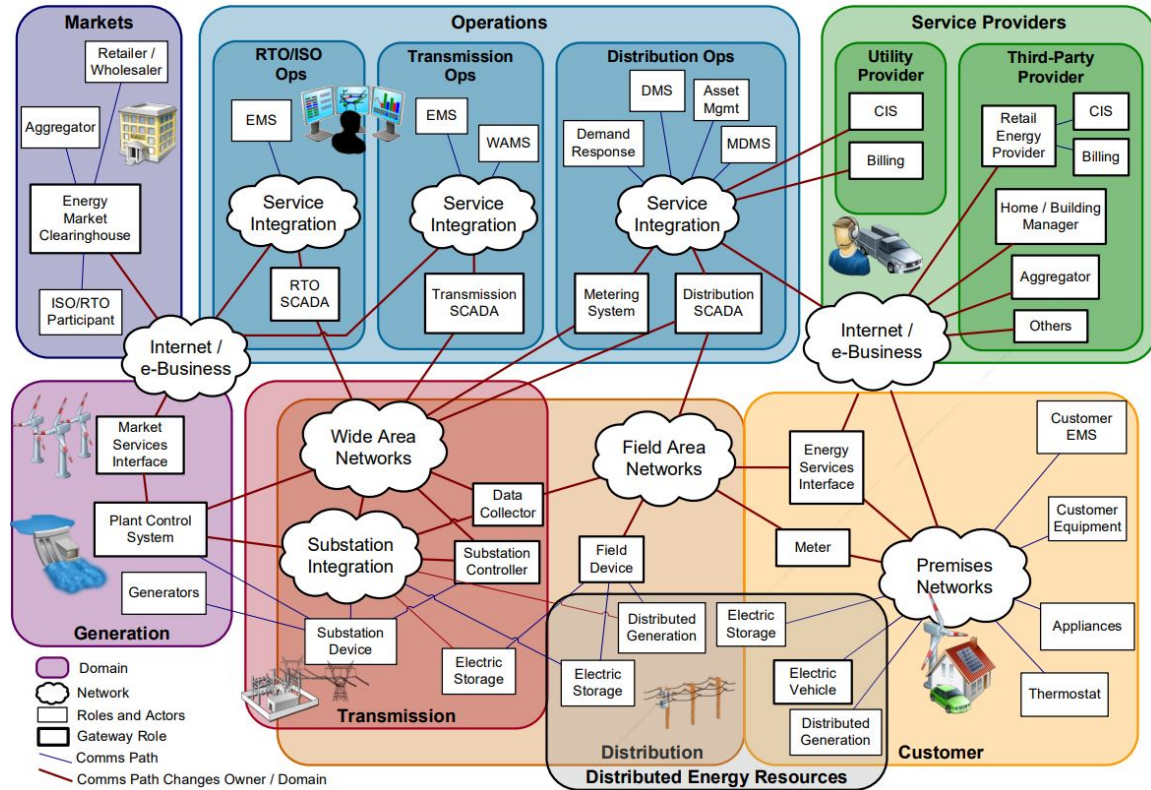 Markets
Retailer /
Wholesaler
Aggregator
Energy
Market
Clearinghouse
ISO/RTO
Participant
Operations
RTO/ISO
Ops
EMS
Service
Integration
RTO
SCADA
Transmission
Ops
EMS
WAMS
Service
Integration
Transmission
SCADA
Distribution Ops
DMS
Asset
Mgmt
Demand
Response
MDMS
Service
Integration
Metering
System
Distribution
SCADA
Service Providers
Utility
Provider
CIS
Billing
Third-Party
Provider
Retail
Energy
Provider
CIS
Billing
Home / Building
Manager
Aggregator
Others
Internet /
e-Business
Internet /
e-Business
Market
Services
Interface
Plant Control
System
Generators
Generation
Wide Area
Networks
Data
Collector
Substation
Integration
Substation
Controller
Substation
Device
Electric
Storage
Transmission
Field Area
Networks
Field
Device
Distributed
Generation
Electric
Storage
Distribution
Energy
Services
Interface
Meter
Premises
Networks
Customer
EMS
Customer
Equipment
Appliances
Thermostat
Electric
Storage
Electric
Vehicle
Distributed
Generation
Customer
Distributed Energy Resources
Domain
Network
Roles and Actors
Gateway Role
Comms Path
Comms Path Changes Owner / Domain